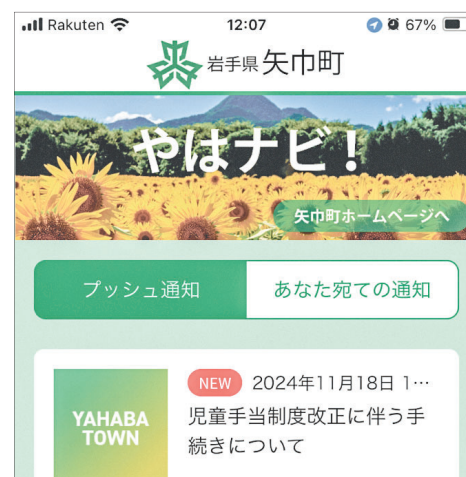 Rakuten 12:07 67%
岩手県 矢巾町
やはナビ!
矢巾町ホームページへ
プッシュ通知 あなた宛ての通知
NEW 2024年11月18日 1…
YAHABA
TOWN
児童手当制度改正に伴う手
続きについて